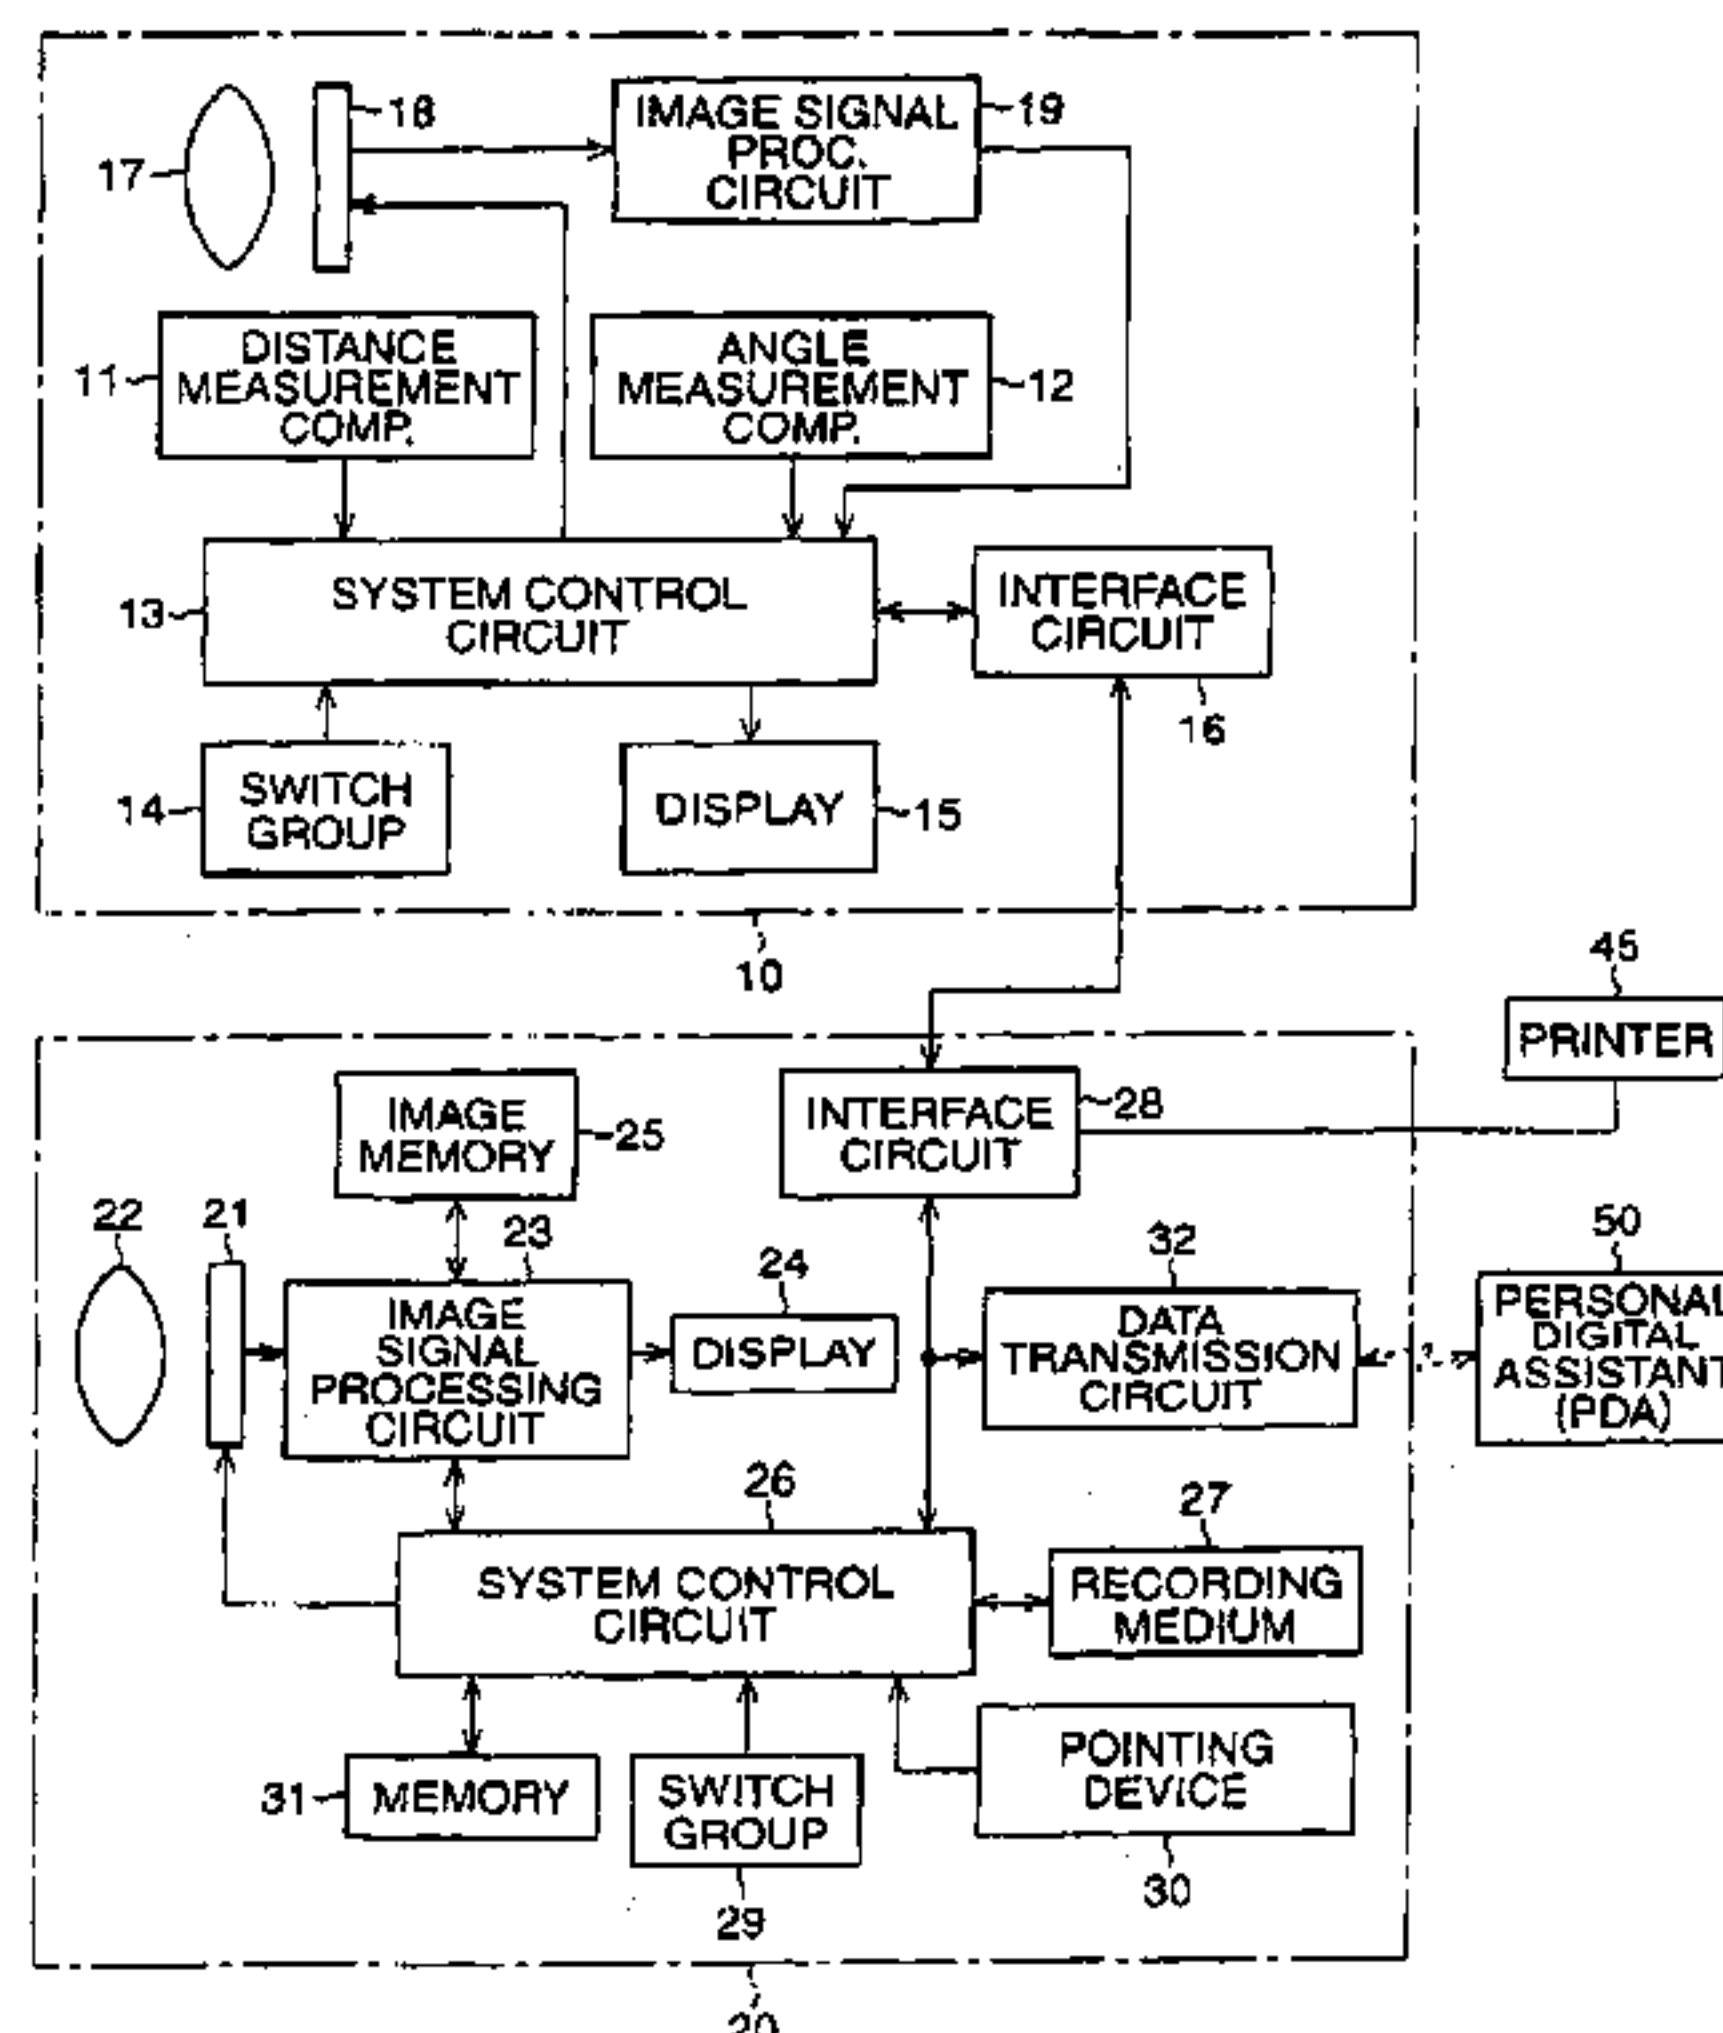 17
18
IMAGE SIGNAL
PROC.
CIRCUIT
19
11
DISTANCE
MEASUREMENT
COMP.
ANGLE
MEASUREMENT
COMP.
12
13
SYSTEM CONTROL
CIRCUIT
INTERFACE
CIRCUIT
16
14
SWITCH
GROUP
DISPLAY
15
10
45
PRINTER
IMAGE
MEMORY
25
INTERFACE
CIRCUIT
28
22
21
23
IMAGE
SIGNAL
PROCESSING
CIRCUIT
24
DISPLAY
32
DATA
TRANSMISSION
CIRCUIT
50
PERSONAL
DIGITAL
ASSISTANT
(PDA)
26
SYSTEM CONTROL
CIRCUIT
27
RECORDING
MEDIUM
31
MEMORY
SWITCH
GROUP
29
POINTING
DEVICE
30
20